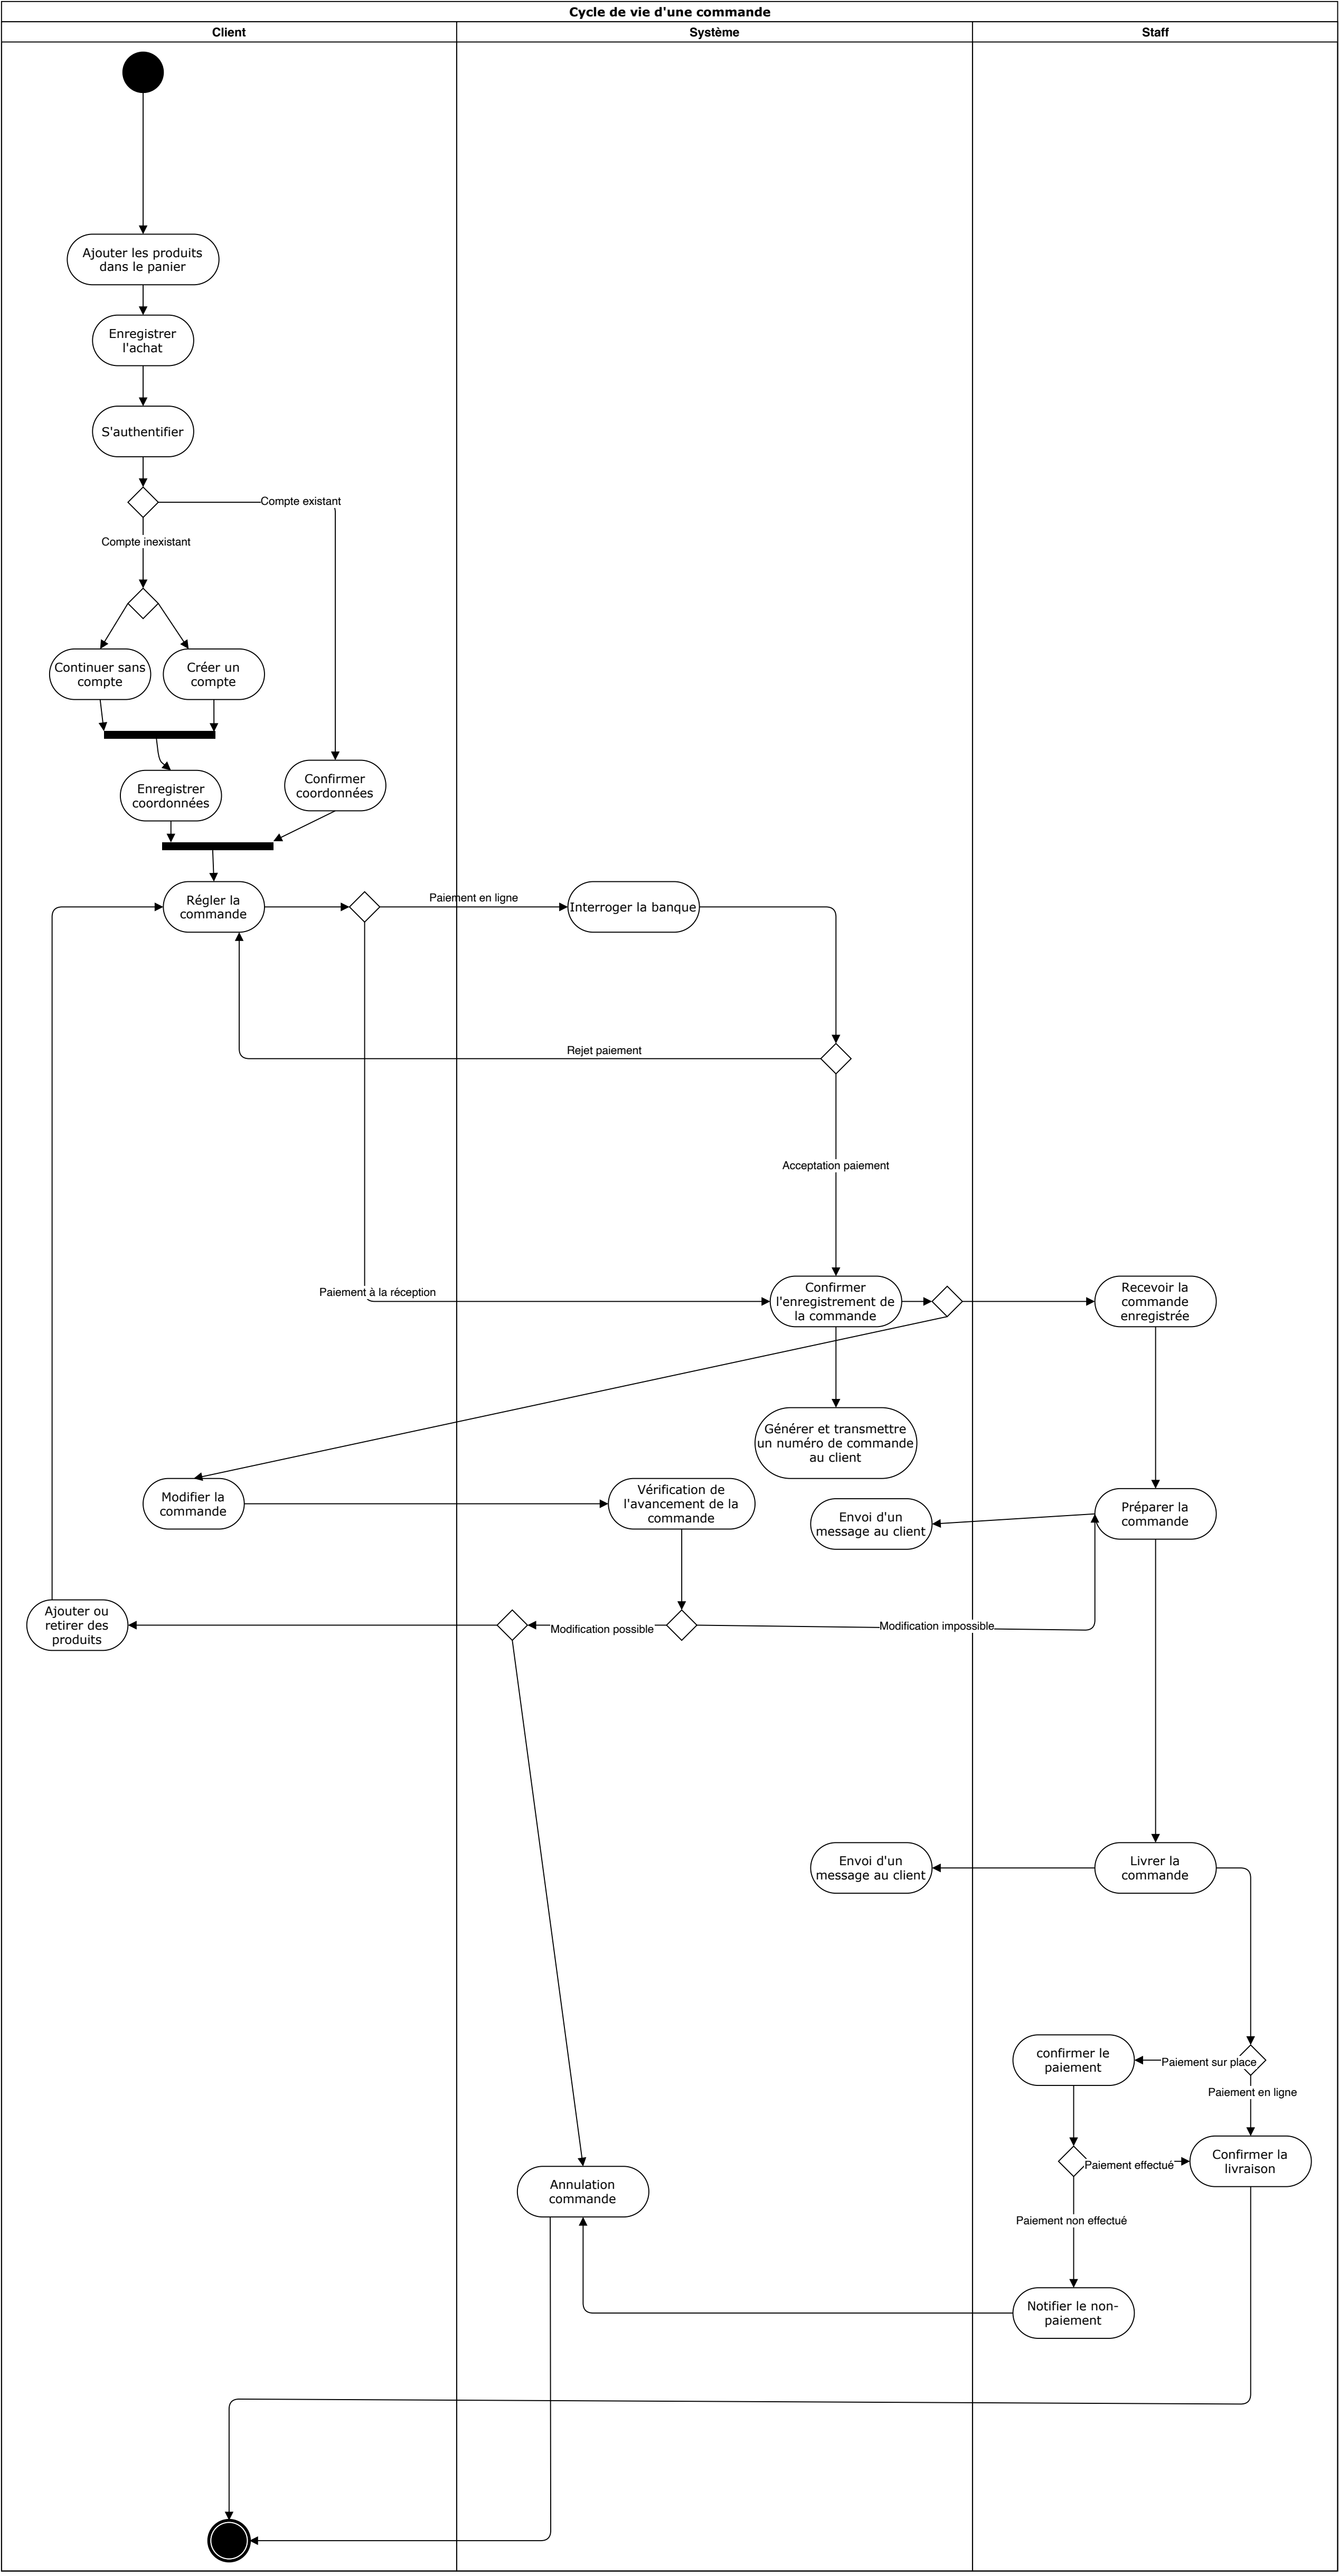 Cycle de vie d'une commande
Client
Système
Staff
Ajouter les produits
dans le panier
Enregistrer
l'achat
S'authentifier
Compte existant
Compte inexistant
Continuer sans
compte
Créer un
compte
Enregistrer
coordonnées
Confirmer
coordonnées
Régler la
commande
Paiement en ligne
Interroger la banque
Rejet paiement
Acceptation paiement
Paiement à la réception
Confirmer
l'enregistrement de
la commande
Recevoir la
commande
enregistrée
Générer et transmettre
un numéro de commande
au client
Modifier la
commande
Vérification de
l'avancement de la
commande
Envoi d'un
message au client
Préparer la
commande
Ajouter ou
retirer des
produits
Modification possible
Modification impossible
Envoi d'un
message au client
Livrer la
commande
confirmer le
paiement
Paiement sur place
Paiement en ligne
Paiement effectué
Confirmer la
livraison
Annulation
commande
Paiement non effectué
Notifier le non-
paiement